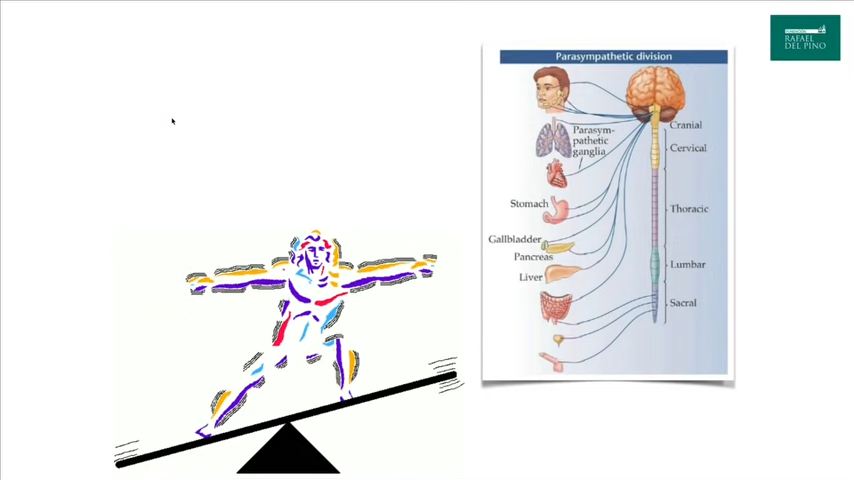 FUNDACIÓN
RAFAEL
DEL PINO
Parasympathetic division
Cranial
Parasym-
pathetic
ganglia
Cervical
Stomach
Thoracic
Gallbladder
Pancreas
Lumbar
Liver
Sacral